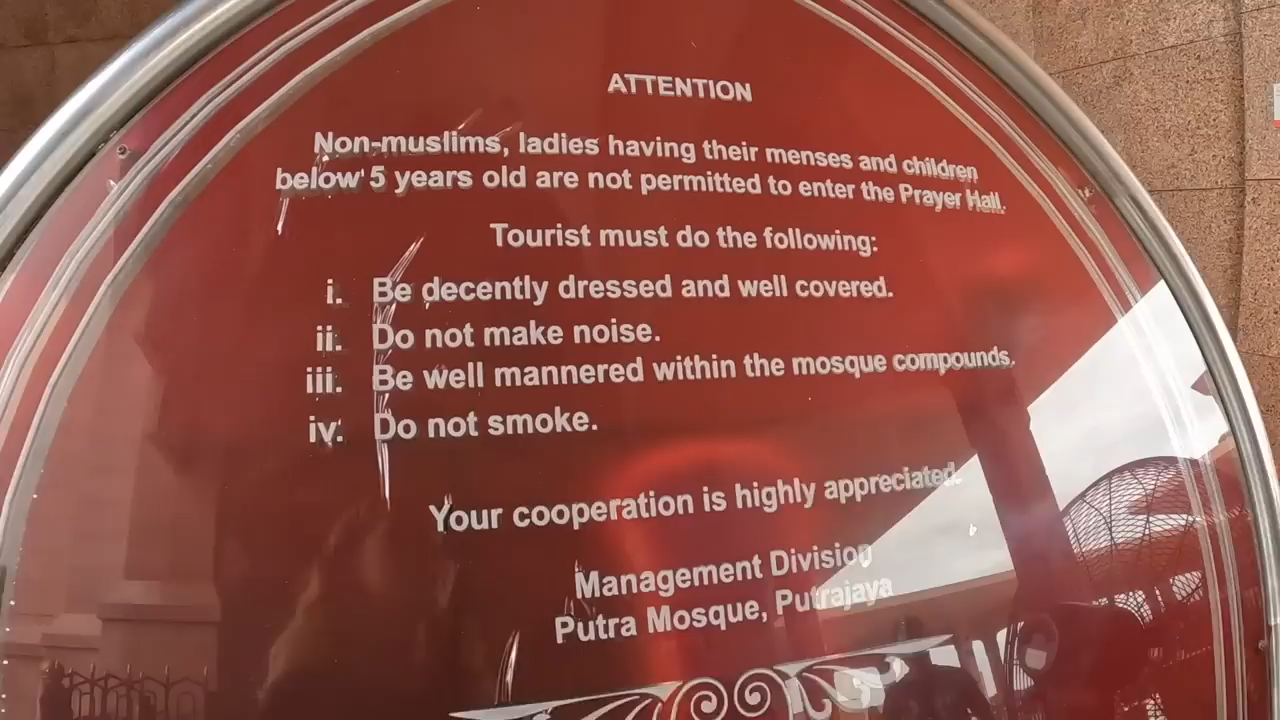 ATTENTION
Non-muslims, ladies having their menses and children
below 5 years old are not permitted to enter the Prayer Hall.
Tourist must do the following:
i. Be decently dressed and well covered.
ii. Do not make noise.
iii. Be well mannered within the mosque compounds.
iv. Do not smoke.
Your cooperation is highly appreciated.
Management Division
Putra Mosque, Putrajaya